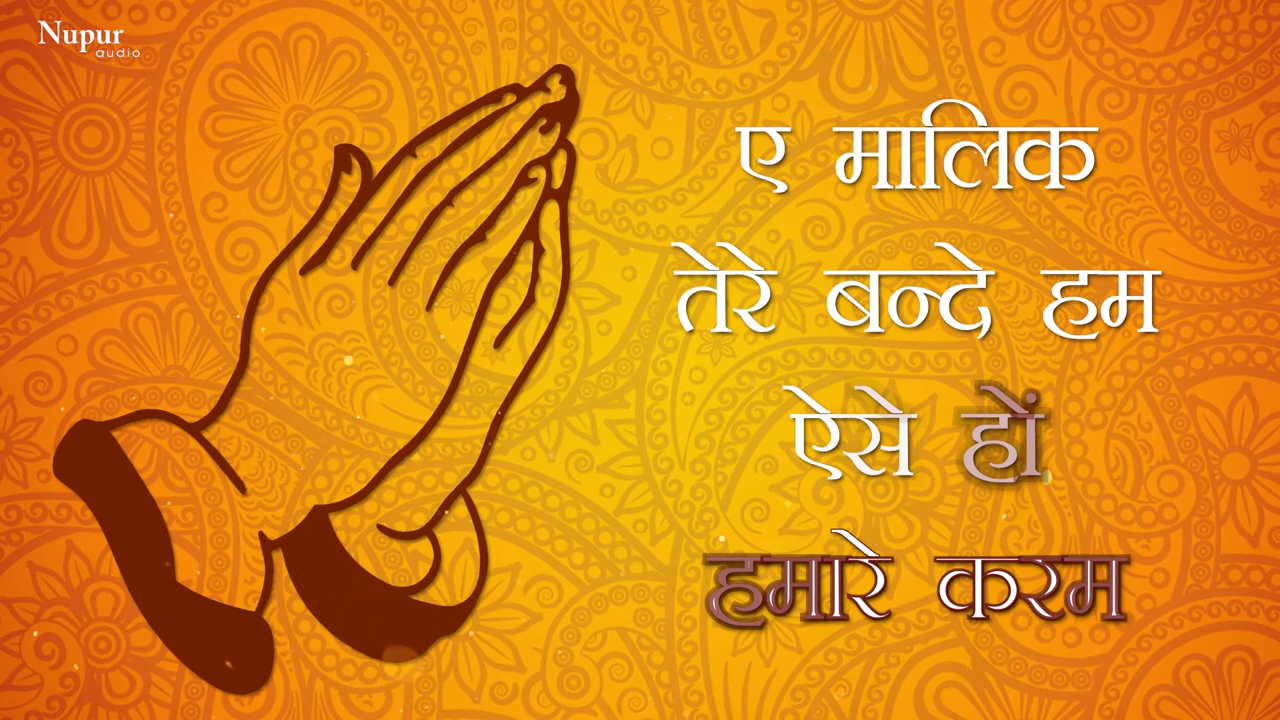 Nupur
audio
ए मालिक
तेरे बन्दे हम
ऐसे हों
हमारे करम